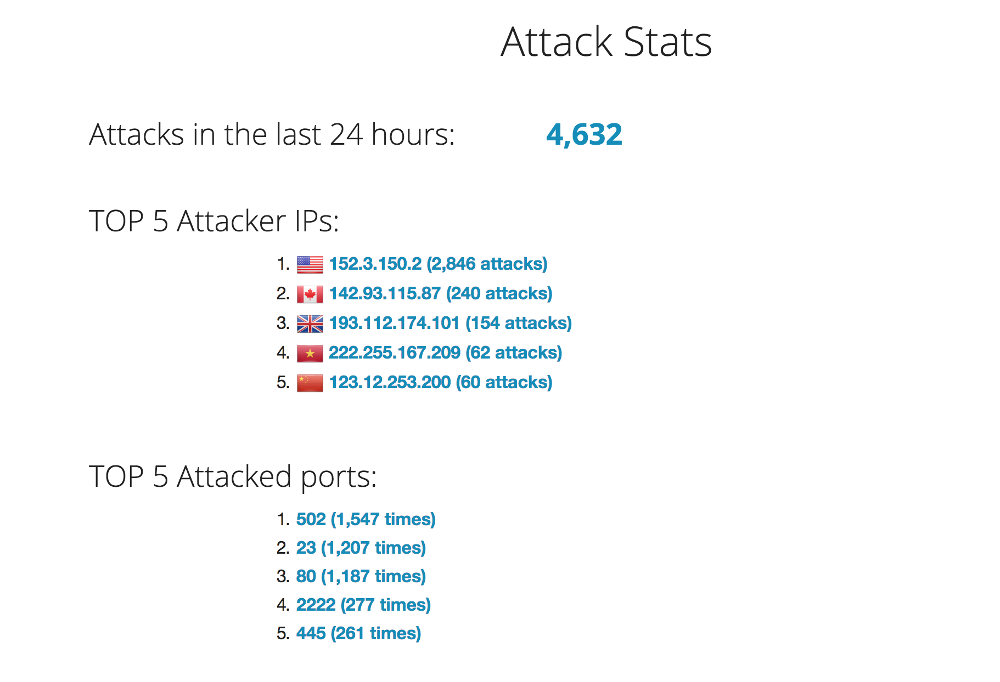 Attack Stats
Attacks in the last 24 hours: 4,632
TOP 5 Attacker IPs:
1. 152.3.150.2 (2,846 attacks)
2. 142.93.115.87 (240 attacks)
3. 193.112.174.101 (154 attacks)
4. 222.255.167.209 (62 attacks)
5. 123.12.253.200 (60 attacks)
TOP 5 Attacked ports:
1. 502 (1,547 times)
2. 23 (1,207 times)
3. 80 (1,187 times)
4. 2222 (277 times)
5. 445 (261 times)